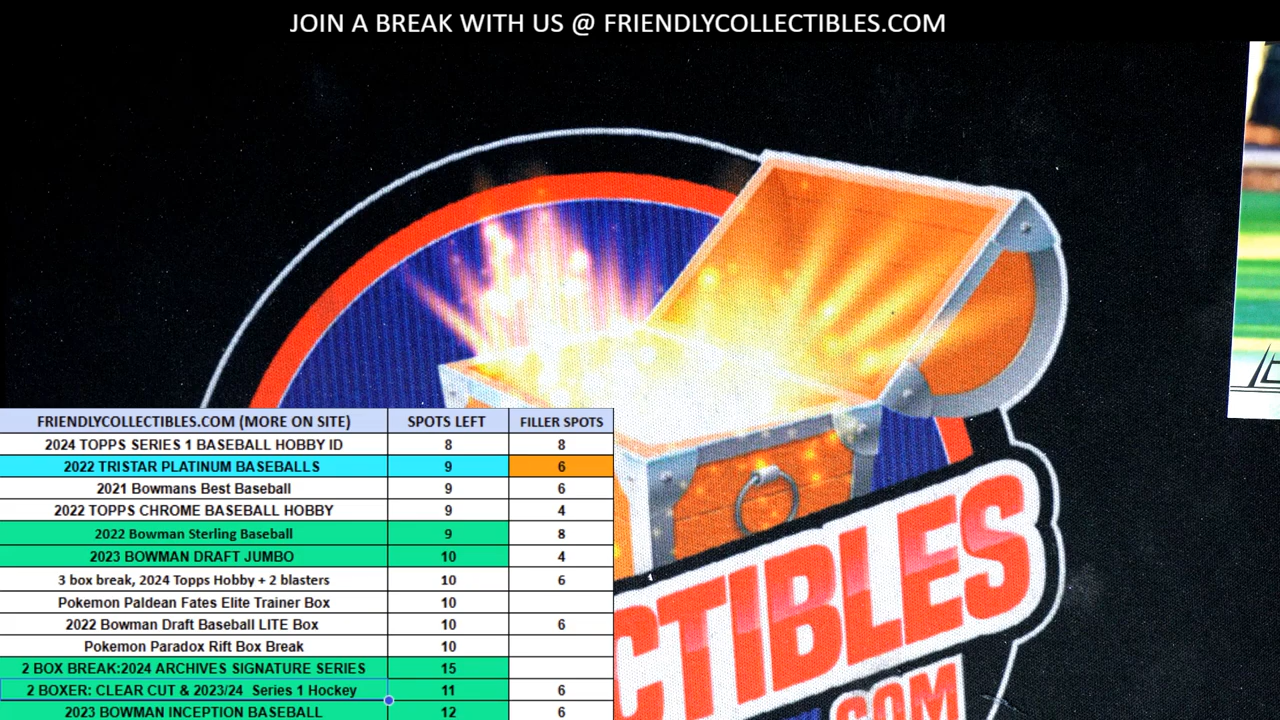 JOIN A BREAK WITH US @ FRIENDLYCOLLECTIBLES.COM
FRIENDLYCOLLECTIBLES.COM (MORE ON SITE) SPOTS LEFT FILLER SPOTS
2024 TOPPS SERIES 1 BASEBALL HOBBY ID 8 8
2022 TRISTAR PLATINUM BASEBALLS 9 6
2021 Bowmans Best Baseball 9 6
2022 TOPPS CHROME BASEBALL HOBBY 9 4
2022 Bowman Sterling Baseball 9 8
2023 BOWMAN DRAFT JUMBO 10 4
3 box break, 2024 Topps Hobby + 2 blasters 10 6
Pokemon Paldean Fates Elite Trainer Box 10
2022 Bowman Draft Baseball LITE Box 10 6
Pokemon Paradox Rift Box Break 10
2 BOX BREAK:2024 ARCHIVES SIGNATURE SERIES 15
2 BOXER: CLEAR CUT & 2023/24 Series 1 Hockey 11 6
2023 BOWMAN INCEPTION BASEBALL 12 6
CTIBLES
.COM